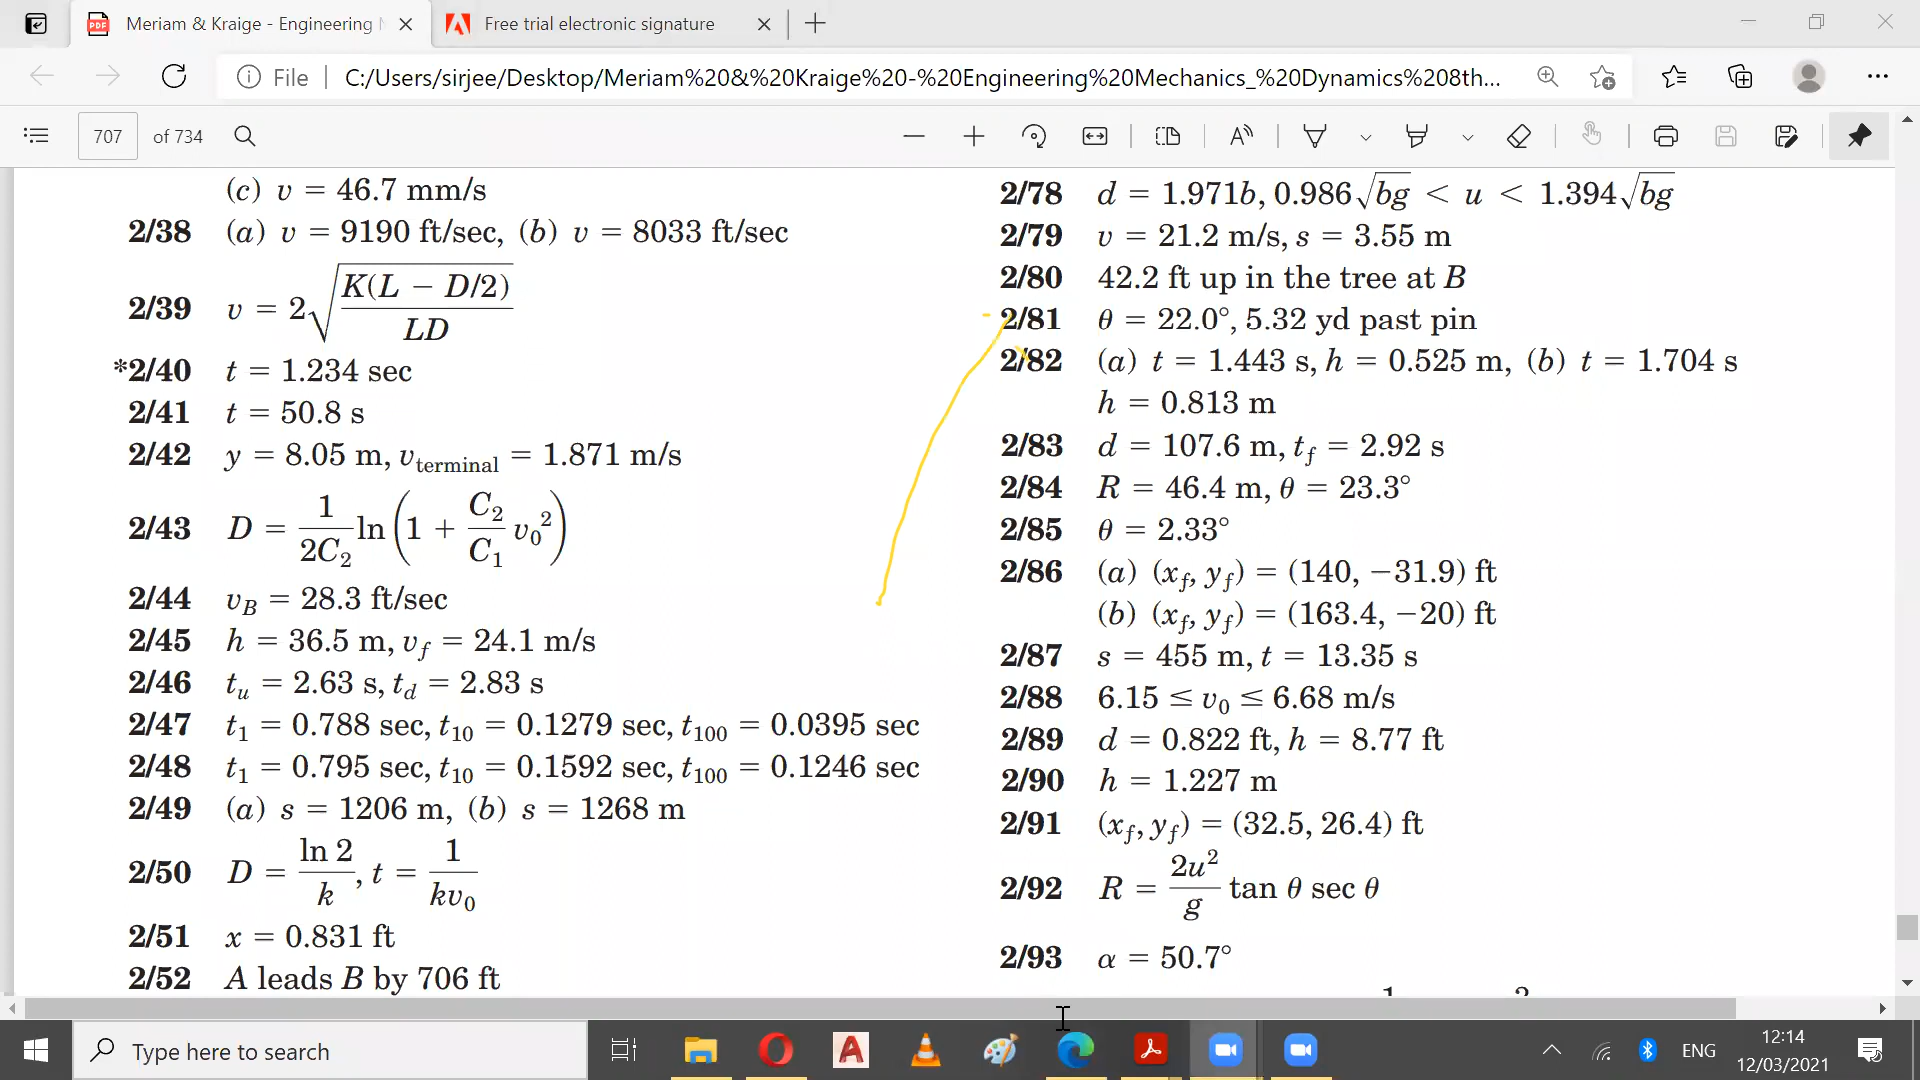 Meriam & Kraige - Engineering M
Free trial electronic signature
File
C:/Users/sirjee/Desktop/Meriam%20&%20Kraige%20-%20Engineering%20Mechanics_%20Dynamics%208th...
707 of 734
(c) v = 46.7 mm/s
2/38 (a) v = 9190 ft/sec, (b) v = 8033 ft/sec
2/39 v = 2√(K(L − D/2)/LD)
*2/40 t = 1.234 sec
2/41 t = 50.8 s
2/42 y = 8.05 m, v_terminal = 1.871 m/s
2/43 D = 1/(2C₂) ln(1 + C₂/C₁ v₀²)
2/44 v_B = 28.3 ft/sec
2/45 h = 36.5 m, v_f = 24.1 m/s
2/46 t_u = 2.63 s, t_d = 2.83 s
2/47 t₁ = 0.788 sec, t₁₀ = 0.1279 sec, t₁₀₀ = 0.0395 sec
2/48 t₁ = 0.795 sec, t₁₀ = 0.1592 sec, t₁₀₀ = 0.1246 sec
2/49 (a) s = 1206 m, (b) s = 1268 m
2/50 D = ln 2/k, t = 1/(kv₀)
2/51 x = 0.831 ft
2/52 A leads B by 706 ft
2/78 d = 1.971b, 0.986√bg < u < 1.394√bg
2/79 v = 21.2 m/s, s = 3.55 m
2/80 42.2 ft up in the tree at B
2/81 θ = 22.0°, 5.32 yd past pin
2/82 (a) t = 1.443 s, h = 0.525 m, (b) t = 1.704 s
h = 0.813 m
2/83 d = 107.6 m, t_f = 2.92 s
2/84 R = 46.4 m, θ = 23.3°
2/85 θ = 2.33°
2/86 (a) (x_f, y_f) = (140, −31.9) ft
(b) (x_f, y_f) = (163.4, −20) ft
2/87 s = 455 m, t = 13.35 s
2/88 6.15 ≤ v₀ ≤ 6.68 m/s
2/89 d = 0.822 ft, h = 8.77 ft
2/90 h = 1.227 m
2/91 (x_f, y_f) = (32.5, 26.4) ft
2/92 R = 2u²/g tan θ sec θ
2/93 α = 50.7°
Type here to search
ENG
12:14
12/03/2021